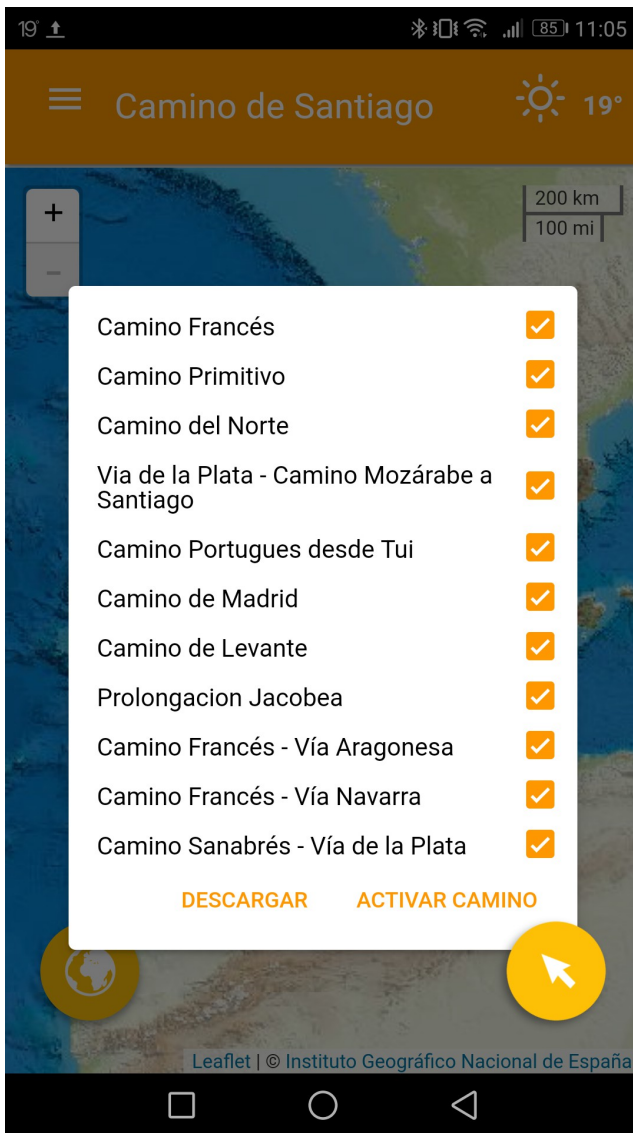 19°
85 11:05
Camino de Santiago
19°
+
200 km
100 mi
−
Camino Francés
Camino Primitivo
Camino del Norte
Via de la Plata - Camino Mozárabe a
Santiago
Camino Portugues desde Tui
Camino de Madrid
Camino de Levante
Prolongacion Jacobea
Camino Francés - Vía Aragonesa
Camino Francés - Vía Navarra
Camino Sanabrés - Vía de la Plata
DESCARGAR ACTIVAR CAMINO
Leaflet | © Instituto Geográfico Nacional de España